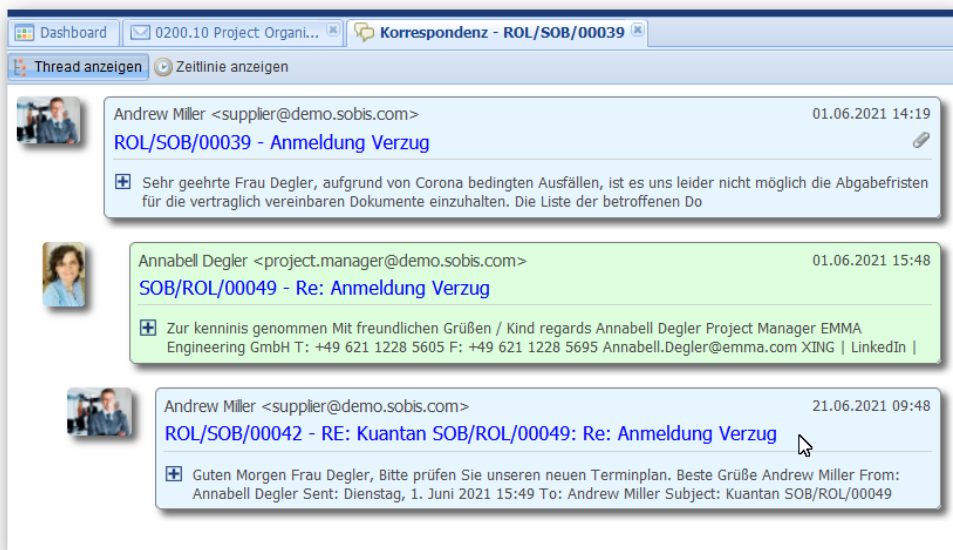 Dashboard 0200.10 Project Organi... Korrespondenz - ROL/SOB/00039
Thread anzeigen Zeitlinie anzeigen
Andrew Miller <supplier@demo.sobis.com> 01.06.2021 14:19
ROL/SOB/00039 - Anmeldung Verzug
Sehr geehrte Frau Degler, aufgrund von Corona bedingten Ausfällen, ist es uns leider nicht möglich die Abgabefristen
für die vertraglich vereinbaren Dokumente einzuhalten. Die Liste der betroffenen Do
Annabell Degler <project.manager@demo.sobis.com> 01.06.2021 15:48
SOB/ROL/00049 - Re: Anmeldung Verzug
Zur kenninis genommen Mit freundlichen Grüßen / Kind regards Annabell Degler Project Manager EMMA
Engineering GmbH T: +49 621 1228 5605 F: +49 621 1228 5695 Annabell.Degler@emma.com XING | LinkedIn |
Andrew Miller <supplier@demo.sobis.com> 21.06.2021 09:48
ROL/SOB/00042 - RE: Kuantan SOB/ROL/00049: Re: Anmeldung Verzug
Guten Morgen Frau Degler, Bitte prüfen Sie unseren neuen Terminplan. Beste Grüße Andrew Miller From:
Annabell Degler Sent: Dienstag, 1. Juni 2021 15:49 To: Andrew Miller Subject: Kuantan SOB/ROL/00049